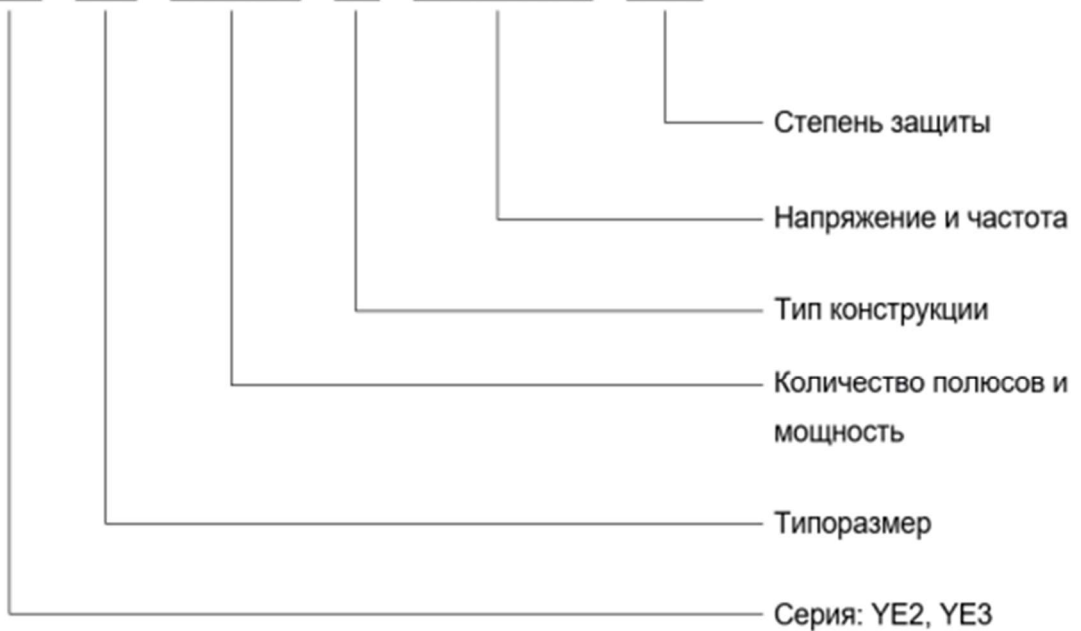 Степень защиты
Напряжение и частота
Тип конструкции
Количество полюсов и
мощность
Типоразмер
Серия: YE2, YE3